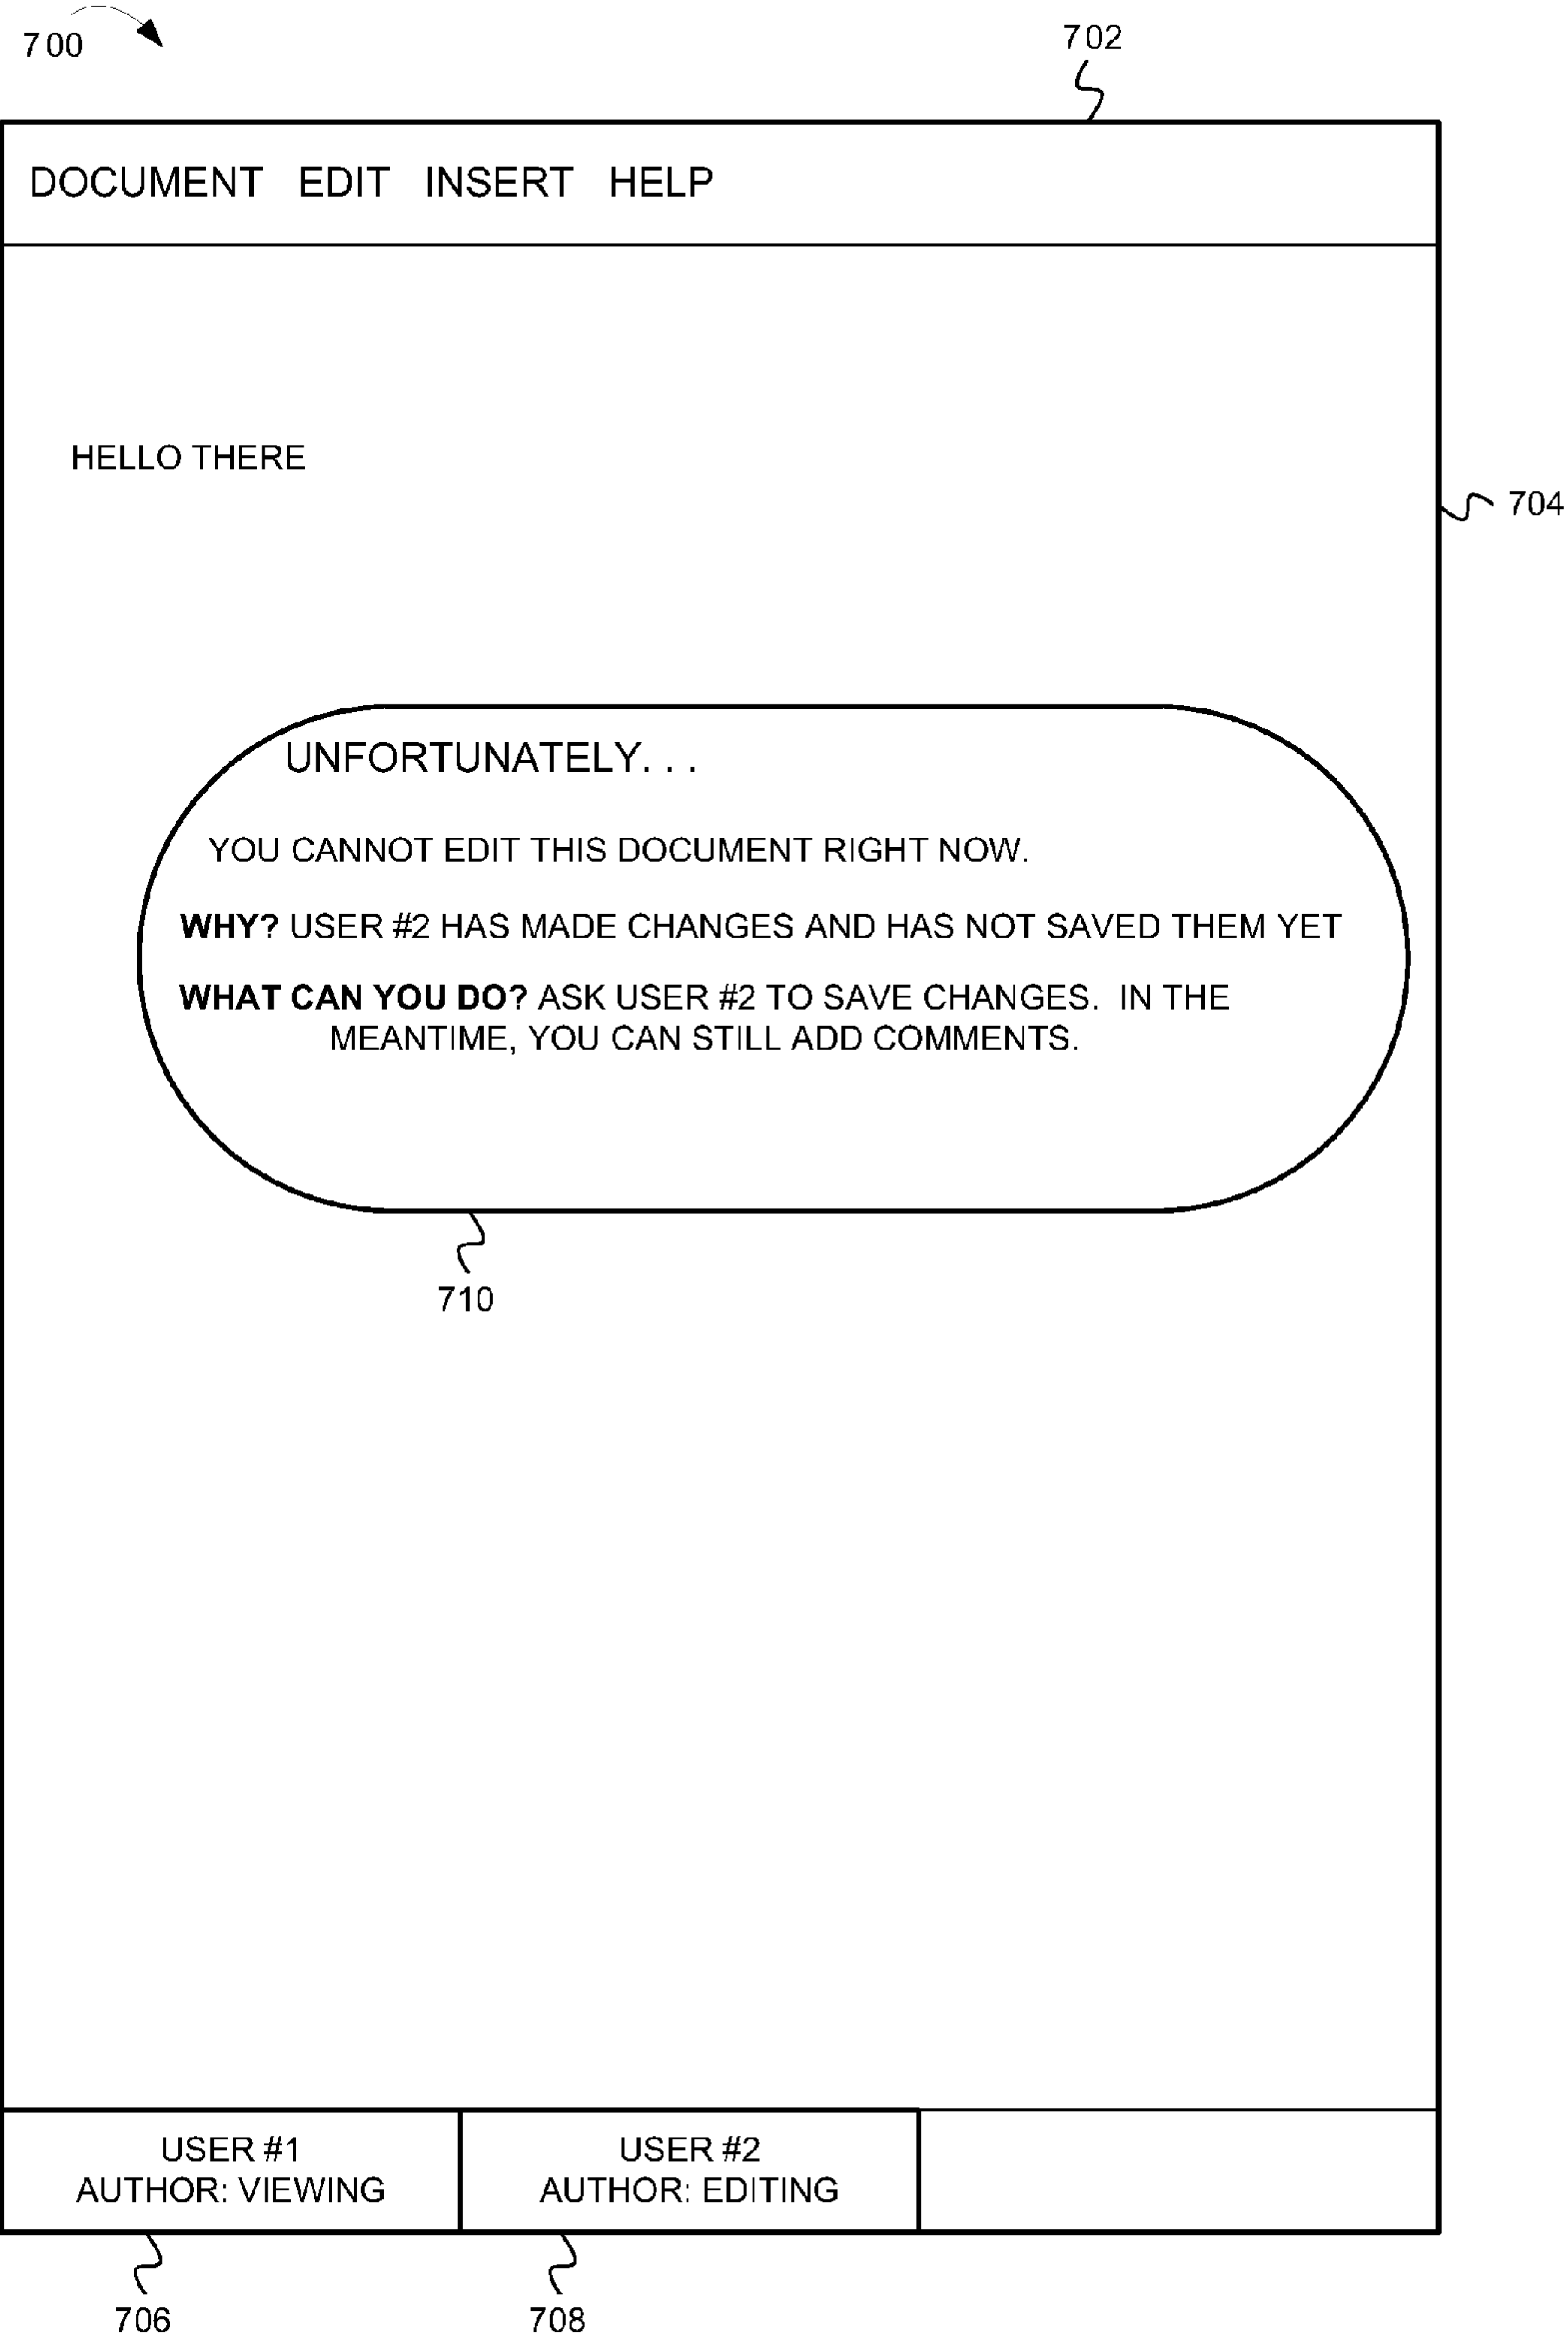 700
702
DOCUMENT EDIT INSERT HELP
HELLO THERE
704
UNFORTUNATELY. . .
YOU CANNOT EDIT THIS DOCUMENT RIGHT NOW.
WHY? USER #2 HAS MADE CHANGES AND HAS NOT SAVED THEM YET
WHAT CAN YOU DO? ASK USER #2 TO SAVE CHANGES. IN THE
MEANTIME, YOU CAN STILL ADD COMMENTS.
710
USER #1
AUTHOR: VIEWING
USER #2
AUTHOR: EDITING
706
708